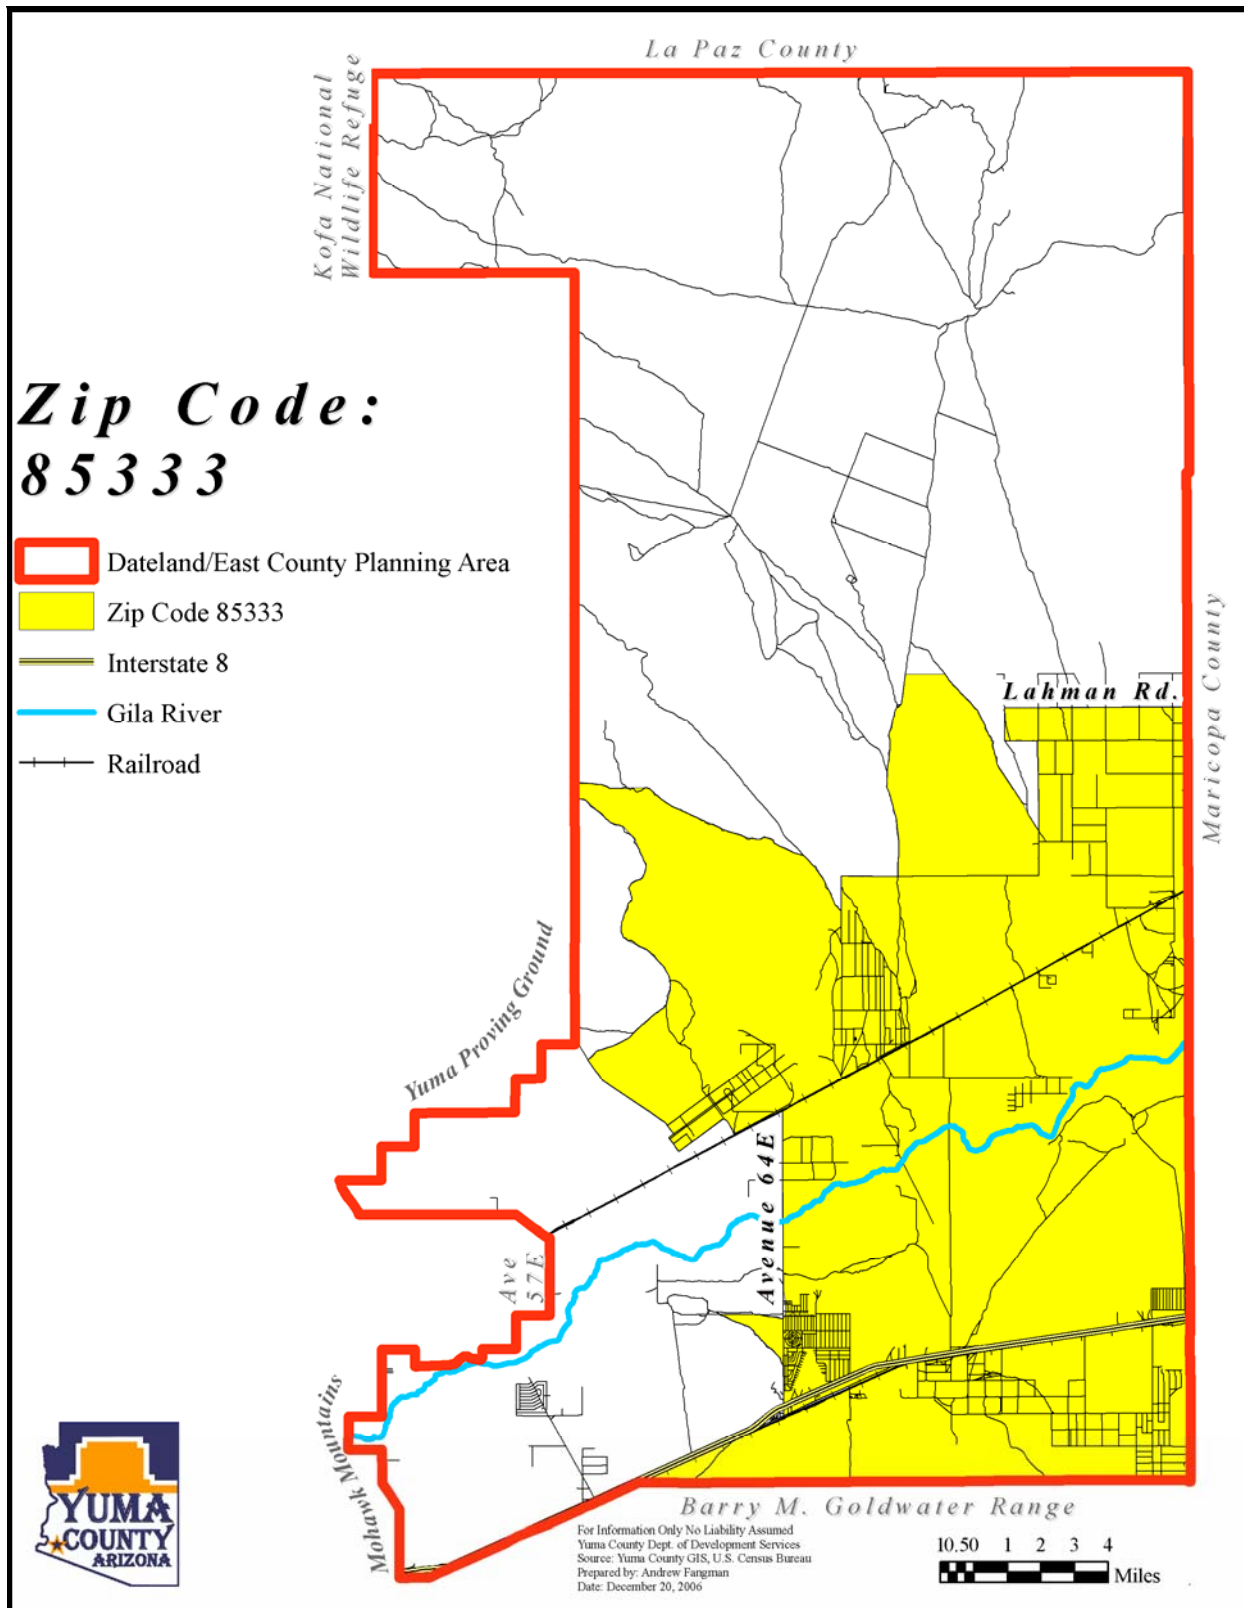 La Paz County
Kofa National
Wildlife Refuge
Zip Code:
85333
Dateland/East County Planning Area
Zip Code 85333
Interstate 8
Gila River
Railroad
Lahman Rd.
Maricopa County
Yuma Proving Ground
Avenue 64E
Ave
57E
Mohawk Mountains
Barry M. Goldwater Range
YUMA
COUNTY
ARIZONA
For Information Only No Liability Assumed
Yuma County Dept. of Development Services
Source: Yuma County GIS, U.S. Census Bureau
Prepared by: Andrew Fangman
Date: December 20, 2006
10.50 1 2 3 4
Miles